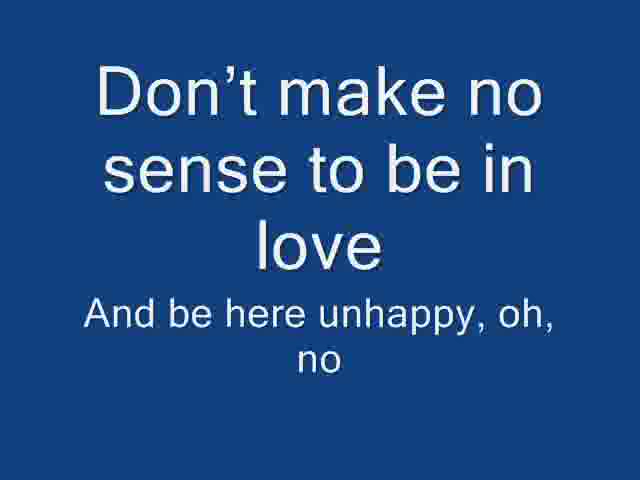 Don’t make no
sense to be in
love
And be here unhappy, oh,
no